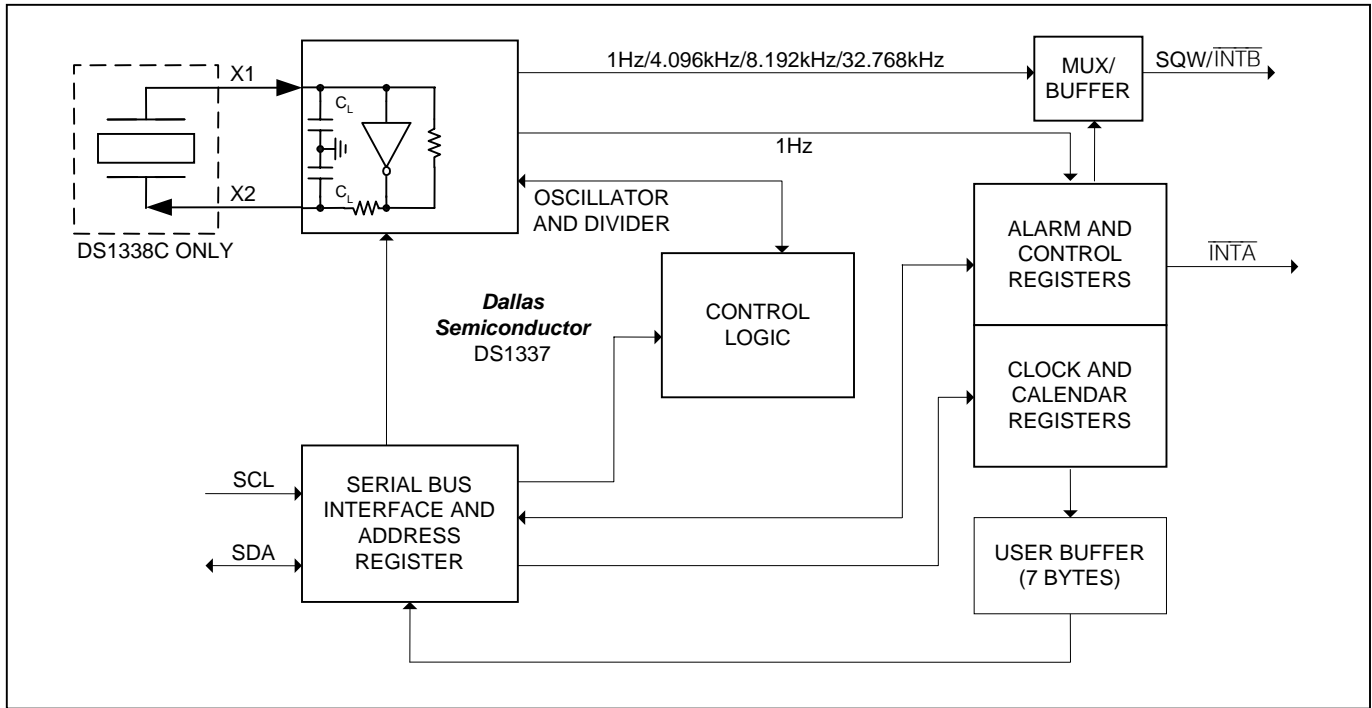 1Hz/4.096kHz/8.192kHz/32.768kHz
MUX/
BUFFER
SQW/INTB
X1
CL
1Hz
X2
CL
OSCILLATOR
AND DIVIDER
DS1338C ONLY
ALARM AND
CONTROL
REGISTERS
INTA
Dallas
Semiconductor
DS1337
CONTROL
LOGIC
CLOCK AND
CALENDAR
REGISTERS
SCL
SERIAL BUS
INTERFACE AND
ADDRESS
REGISTER
SDA
USER BUFFER
(7 BYTES)